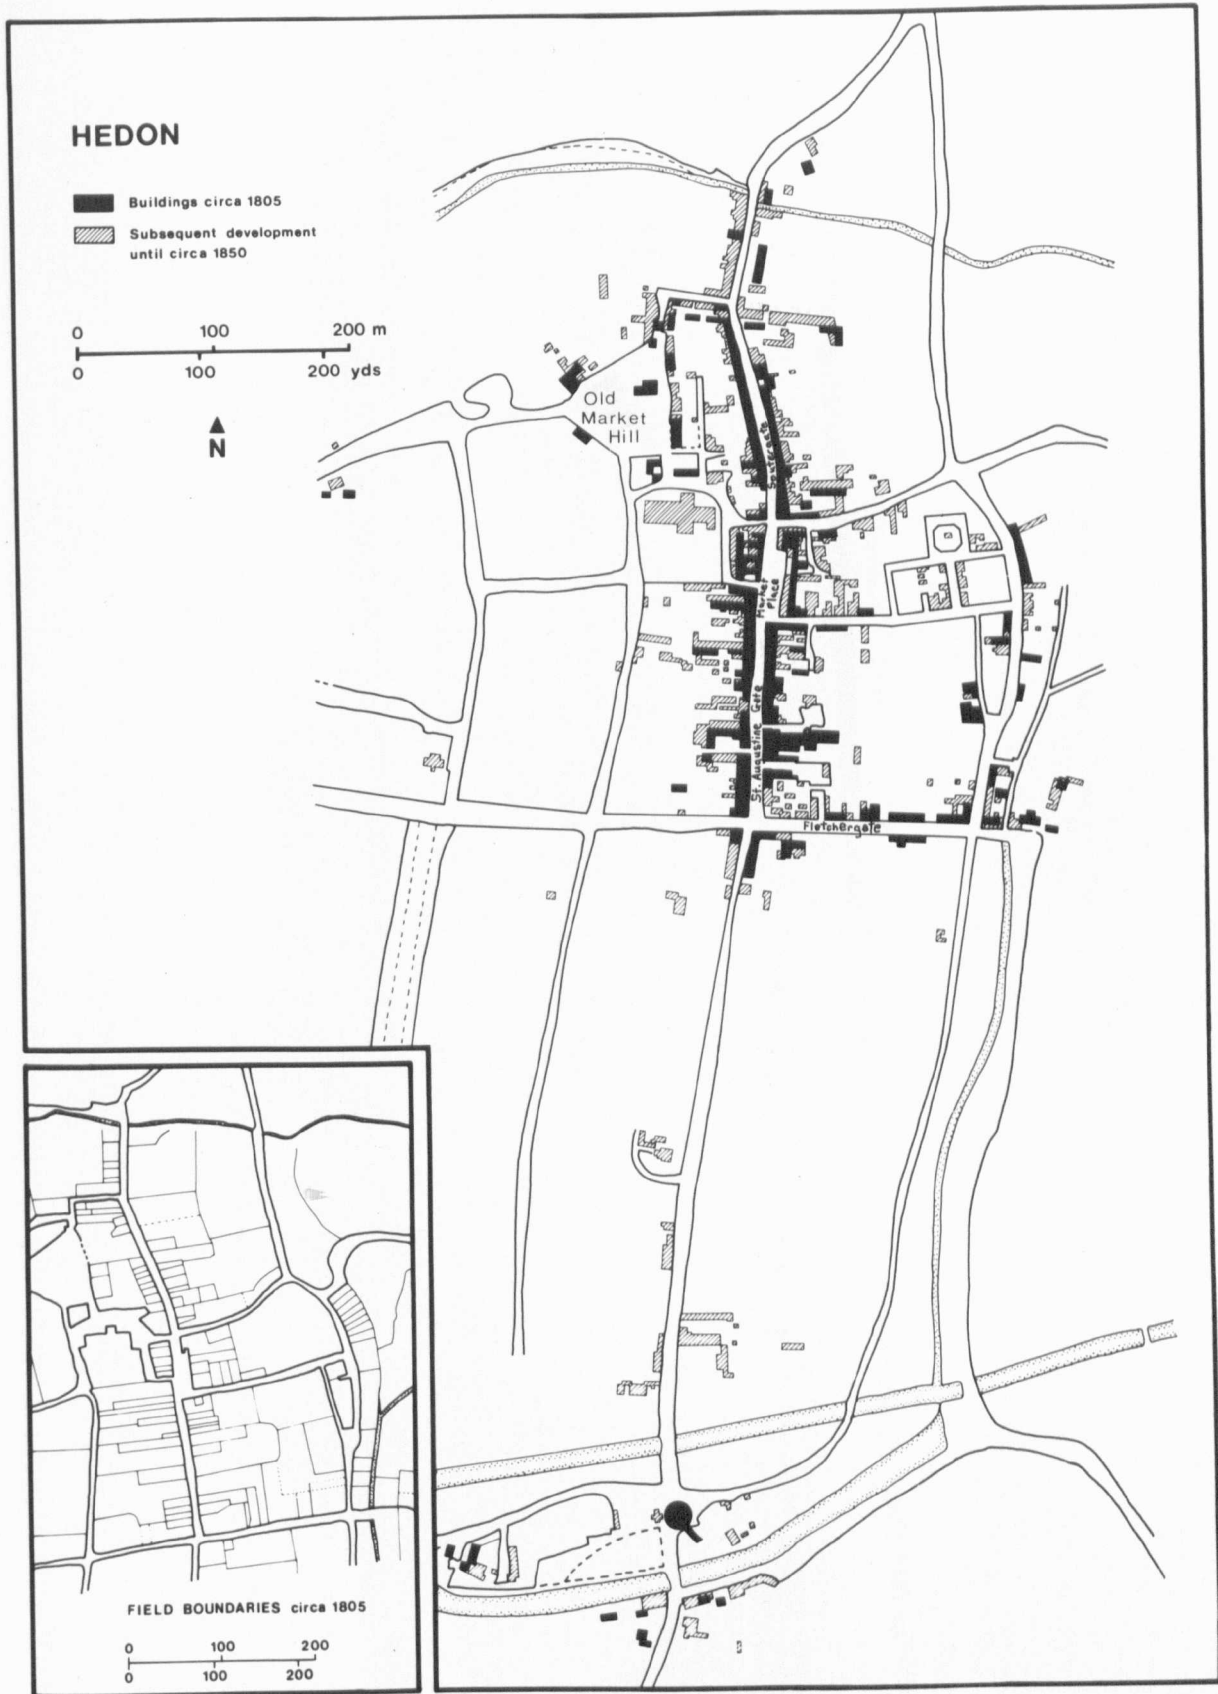 HEDON
Buildings circa 1805
Subsequent development
until circa 1850
0 100 200 m
0 100 200 yds
N
Old
Market
Hill
Soutergate
Market
Place
St. Augustine Gate
Fletchergate
FIELD BOUNDARIES circa 1805
0 100 200
0 100 200